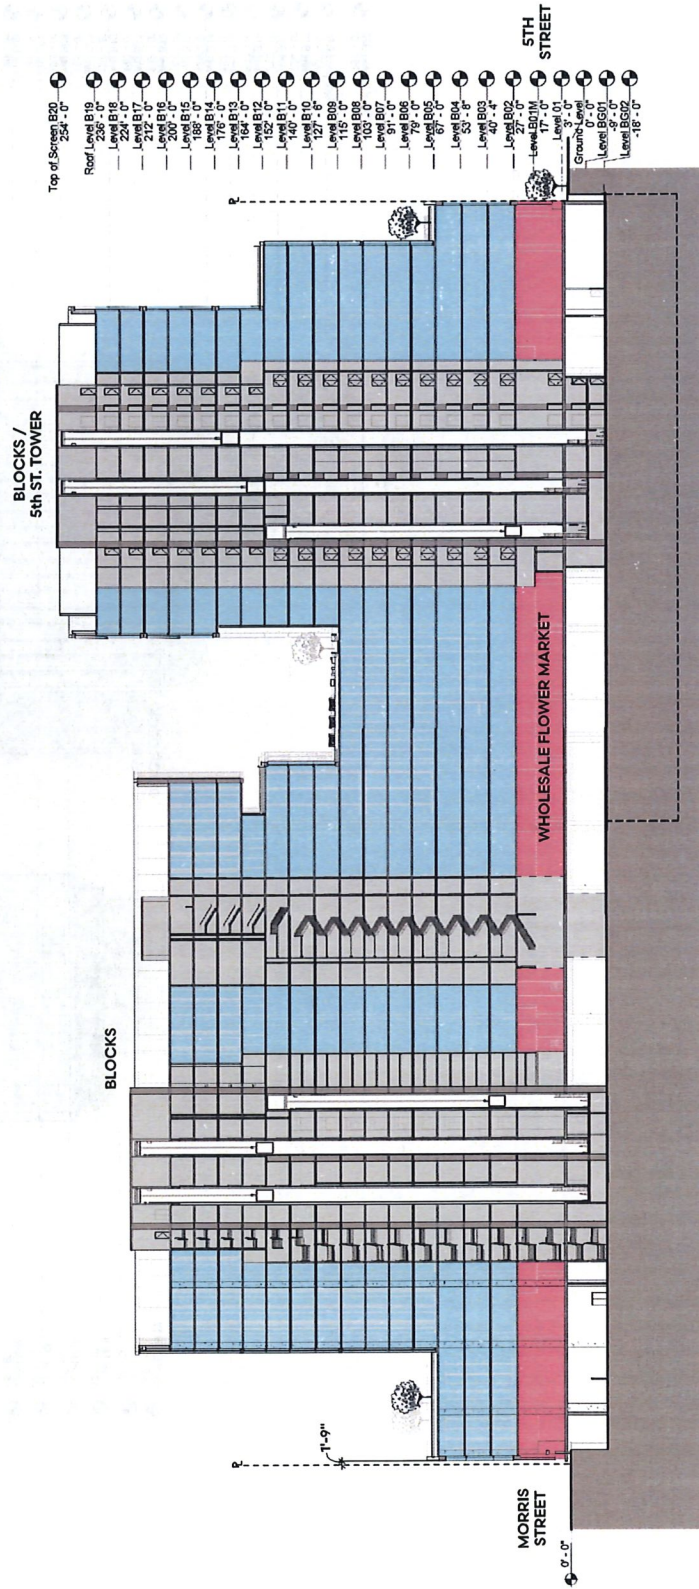 BLOCKS
BLOCKS /
5th ST. TOWER
WHOLESALE FLOWER MARKET
MORRIS
STREET
0' - 0"
1'-9"
5TH
STREET
Top of Screen B20
254' - 0"
Roof Level B19
236' - 0"
Level B18
224' - 0"
Level B17
212' - 0"
Level B16
200' - 0"
Level B15
188' - 0"
Level B14
176' - 0"
Level B13
164' - 0"
Level B12
152' - 0"
Level B11
140' - 0"
Level B10
127' - 6"
Level B09
115' - 0"
Level B08
103' - 0"
Level B07
91' - 0"
Level B06
79' - 0"
Level B05
67' - 0"
Level B04
53' - 8"
Level B03
40' - 4"
Level B02
27' - 0"
Level B01M
17' - 0"
Level 01
3' - 0"
Ground Level
0' - 0"
Level BG01
-9' - 0"
Level BG02
-18' - 0"